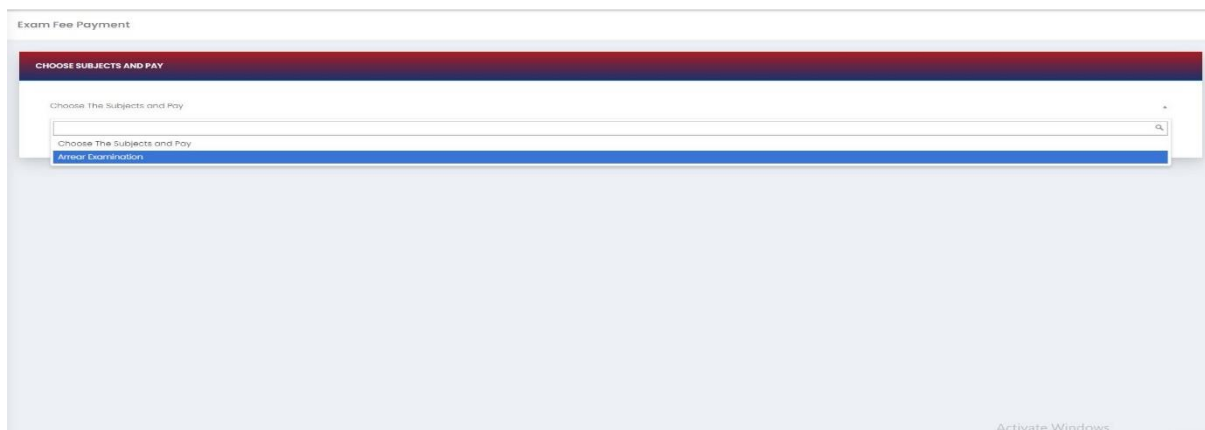 Exam Fee Payment
CHOOSE SUBJECTS AND PAY
Choose The Subjects and Pay
Choose The Subjects and Pay
Arrear Examination
Activate Windows